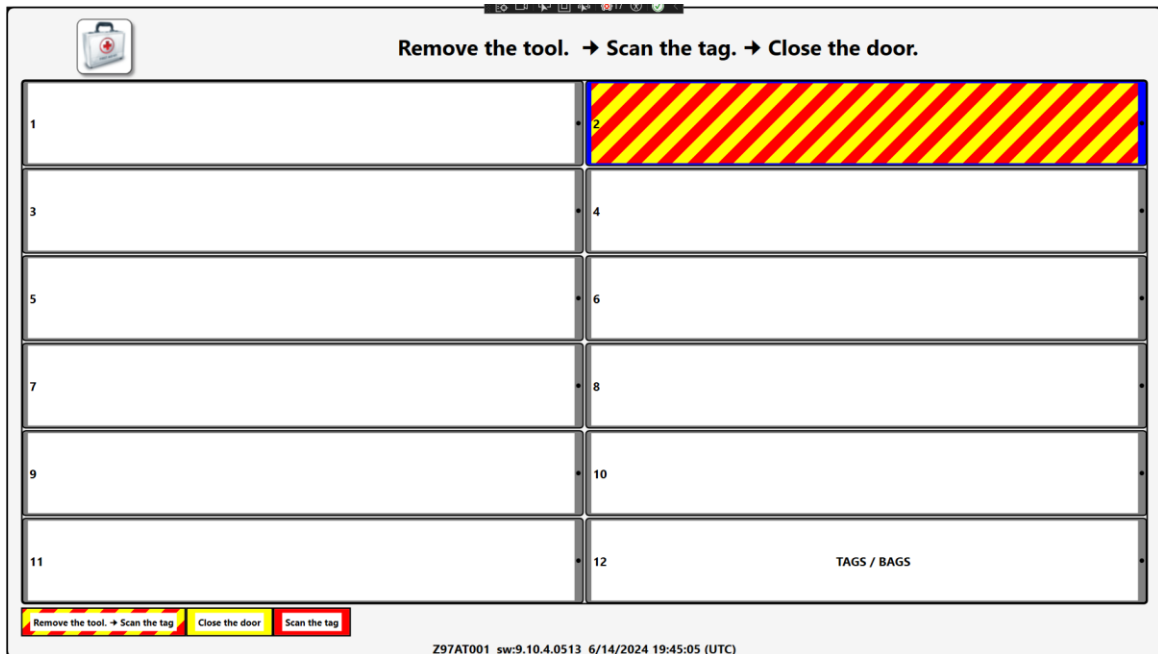 Remove the tool. → Scan the tag. → Close the door.
1
2
3
4
5
6
7
8
9
10
11
12 TAGS / BAGS
Remove the tool. → Scan the tag Close the door Scan the tag
Z97AT001 sw:9.10.4.0513 6/14/2024 19:45:05 (UTC)